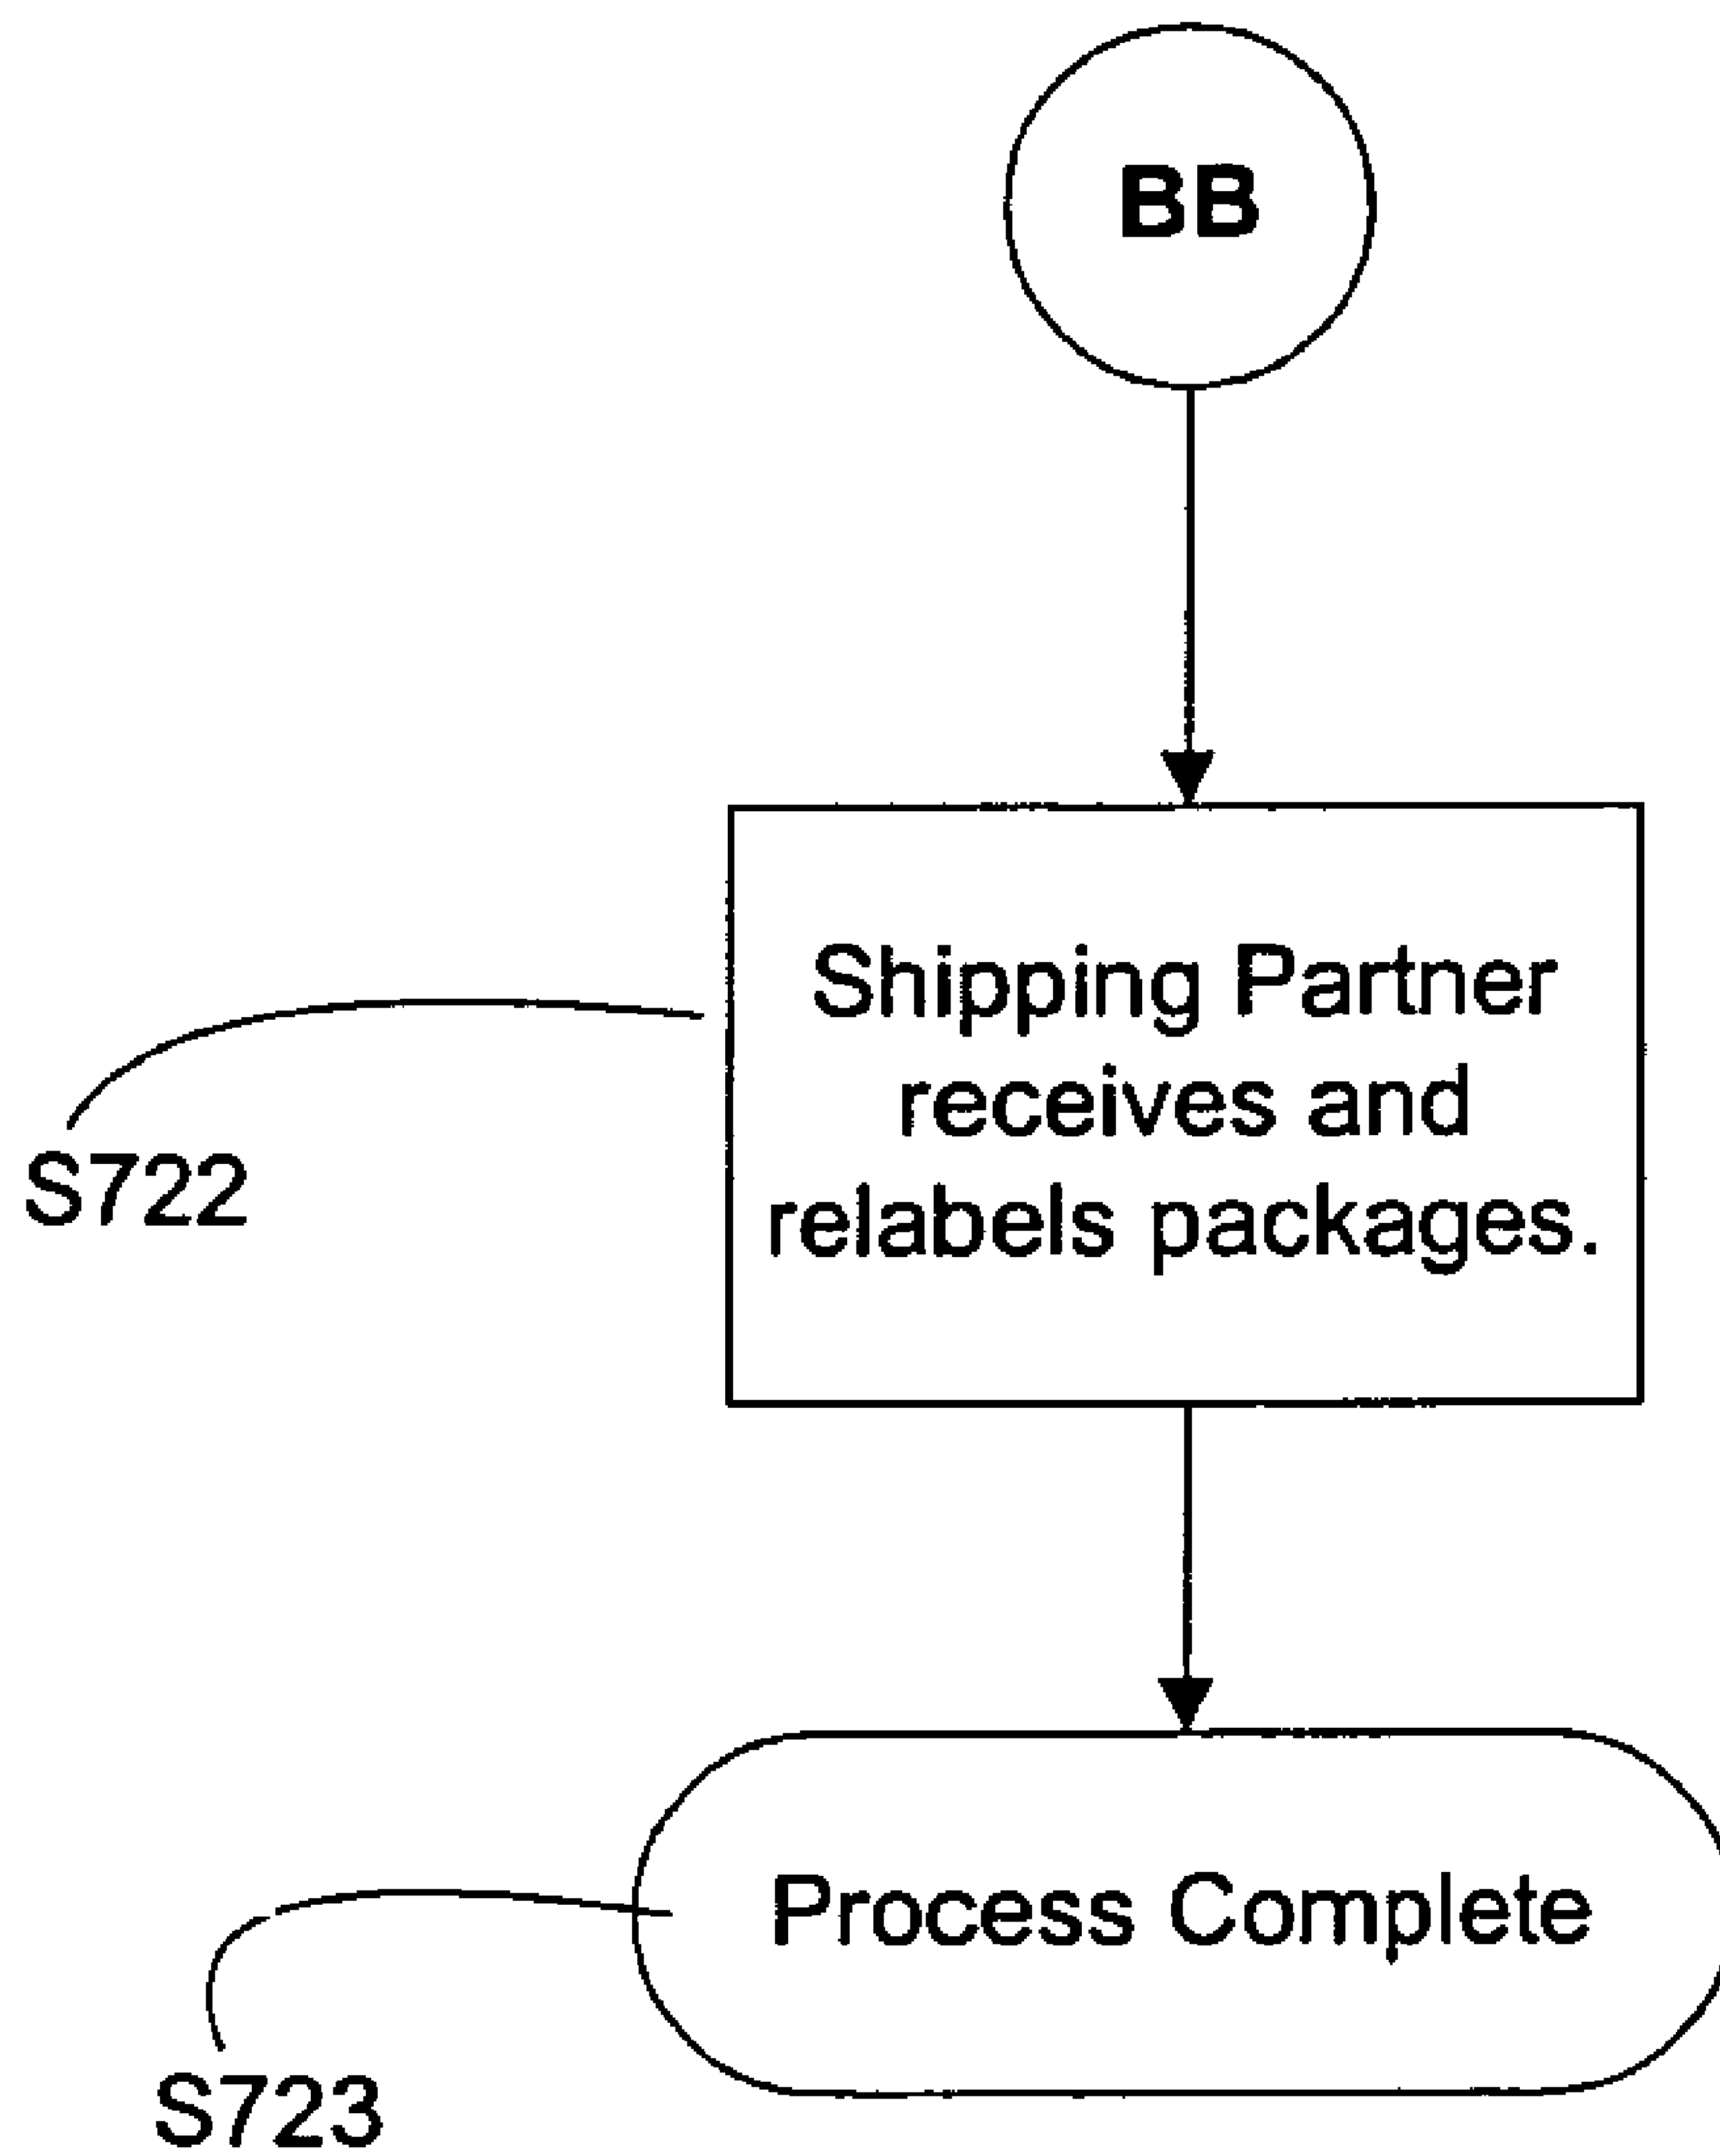 BB
Shipping Partner
receives and
relabels packages.
S722
Process Complete
S723